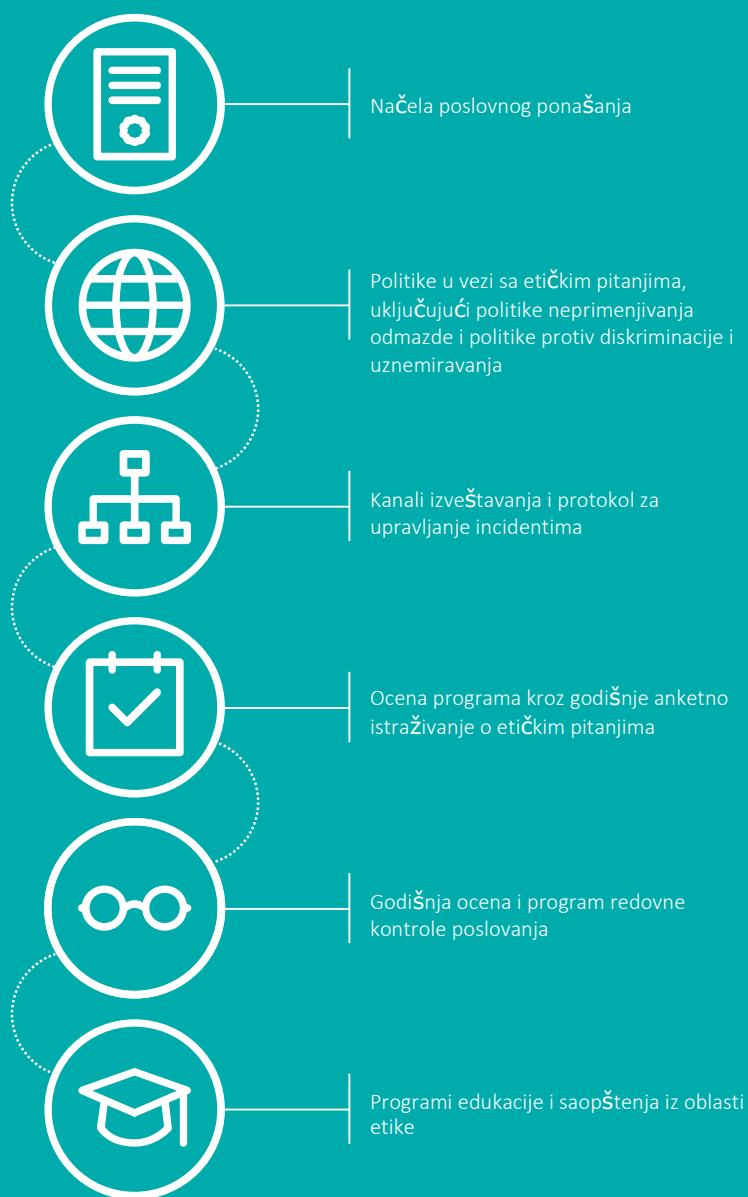 Načela poslovnog ponašanja
Politike u vezi sa etičkim pitanjima,
uključujući politike neprimenjivanja
odmazde i politike protiv diskriminacije i
uznemiravanja
Kanali izveštavanja i protokol za
upravljanje incidentima
Ocena programa kroz godišnje anketno
istraživanje o etičkim pitanjima
Godišnja ocena i program redovne
kontrole poslovanja
Programi edukacije i saopštenja iz oblasti
etike